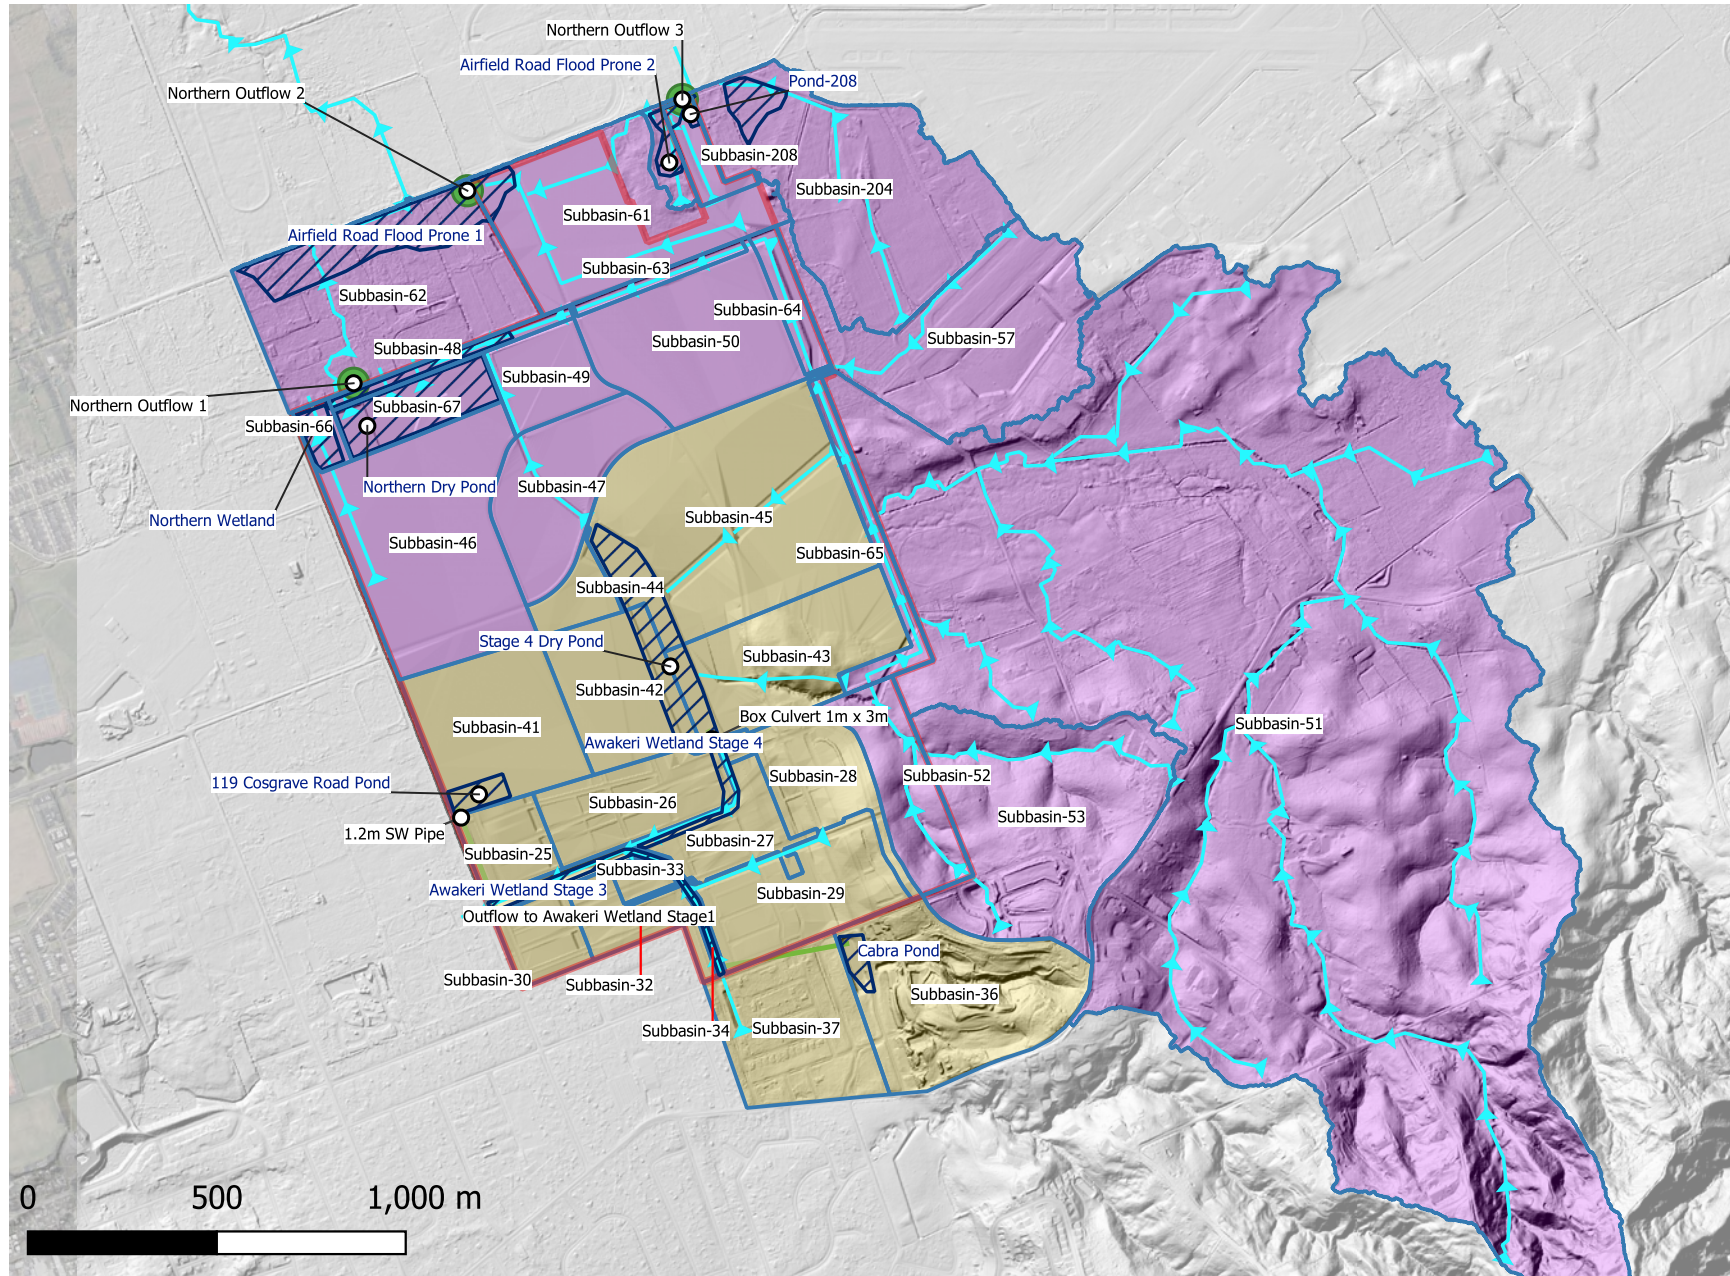 Northern Outflow 3
Airfield Road Flood Prone 2
Pond-208
Northern Outflow 2
Subbasin-208
Subbasin-204
Subbasin-61
Airfield Road Flood Prone 1
Subbasin-63
Subbasin-62
Subbasin-64
Subbasin-50
Subbasin-57
Subbasin-48
Subbasin-49
Northern Outflow 1
Subbasin-67
Subbasin-66
Northern Dry Pond
Subbasin-47
Northern Wetland
Subbasin-45
Subbasin-46
Subbasin-65
Subbasin-44
Stage 4 Dry Pond
Subbasin-43
Subbasin-42
Box Culvert 1m x 3m
Subbasin-41
Subbasin-51
Awakeri Wetland Stage 4
Subbasin-28
Subbasin-52
119 Cosgrave Road Pond
Subbasin-26
Subbasin-53
1.2m SW Pipe
Subbasin-27
Subbasin-25
Subbasin-33
Awakeri Wetland Stage 3
Subbasin-29
Outflow to Awakeri Wetland Stage1
Cabra Pond
Subbasin-30
Subbasin-32
Subbasin-36
Subbasin-34
Subbasin-37
0 500 1,000 m